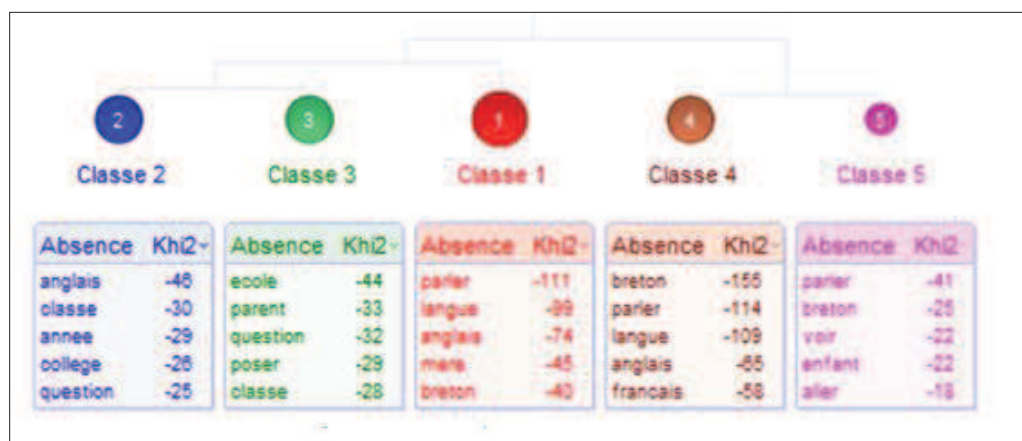 2 3 1 4 5
Classe 2 Classe 3 Classe 1 Classe 4 Classe 5
Absence Khi2 Absence Khi2 Absence Khi2 Absence Khi2 Absence Khi2
anglais -46 ecole -44 parler -111 breton -155 parler -41
classe -30 parent -33 langue -99 parler -114 breton -25
annee -29 question -32 anglais -74 langue -109 voir -22
college -26 poser -29 mere -45 anglais -65 enfant -22
question -25 classe -28 breton -40 francais -58 aller -18